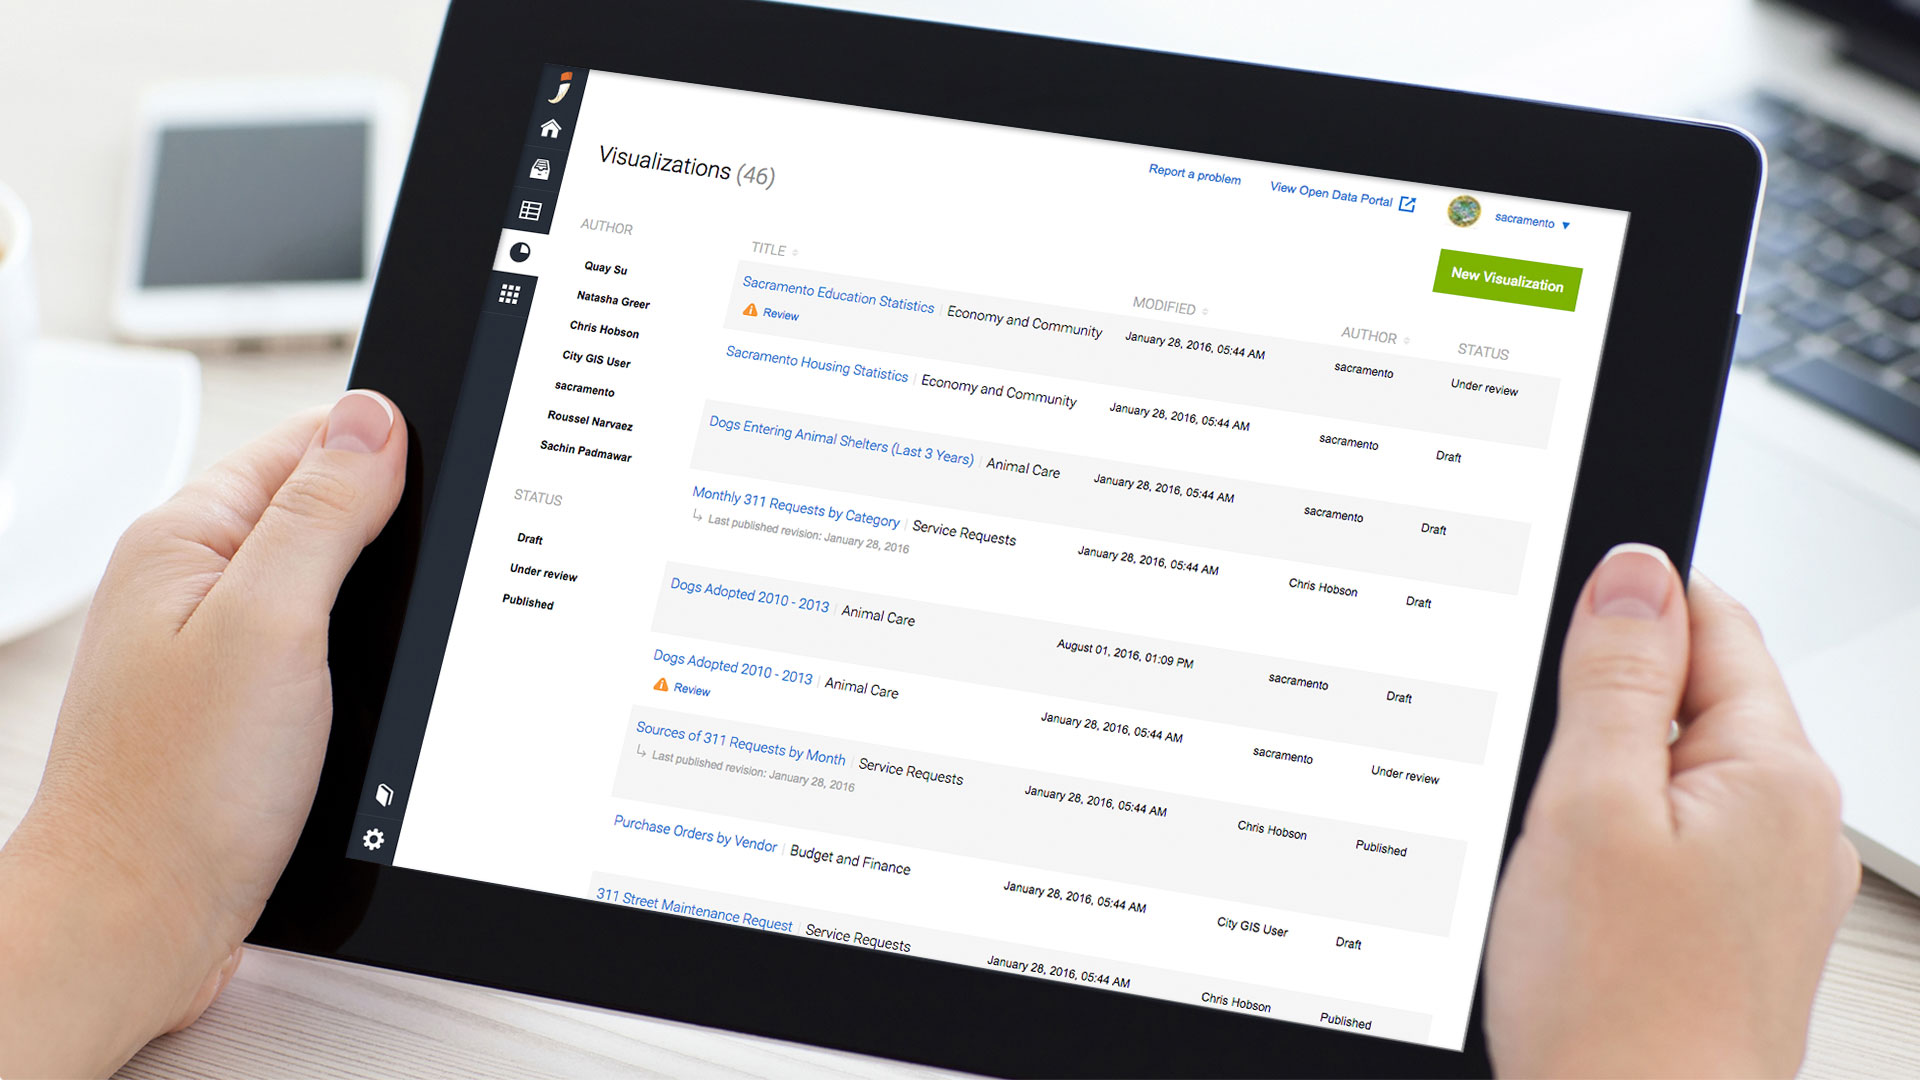 Visualizations (46)
Report a problem
View Open Data Portal
sacramento
New Visualization
AUTHOR
Quay Su
Natasha Greer
Chris Hobson
City GIS User
sacramento
Roussel Narvaez
Sachin Padmawar
STATUS
Draft
Under review
Published
TITLE MODIFIED AUTHOR STATUS
Sacramento Education Statistics | Economy and Community January 28, 2016, 05:44 AM sacramento Under review
Review
Sacramento Housing Statistics | Economy and Community January 28, 2016, 05:44 AM sacramento Draft
Dogs Entering Animal Shelters (Last 3 Years) | Animal Care January 28, 2016, 05:44 AM sacramento Draft
Monthly 311 Requests by Category | Service Requests January 28, 2016, 05:44 AM Chris Hobson Draft
Last published revision: January 28, 2016
Dogs Adopted 2010 - 2013 | Animal Care August 01, 2016, 01:09 PM sacramento Draft
Dogs Adopted 2010 - 2013 | Animal Care January 28, 2016, 05:44 AM sacramento Under review
Review
Sources of 311 Requests by Month | Service Requests January 28, 2016, 05:44 AM Chris Hobson Published
Last published revision: January 28, 2016
Purchase Orders by Vendor | Budget and Finance January 28, 2016, 05:44 AM City GIS User Draft
311 Street Maintenance Request | Service Requests January 28, 2016, 05:44 AM Chris Hobson Published